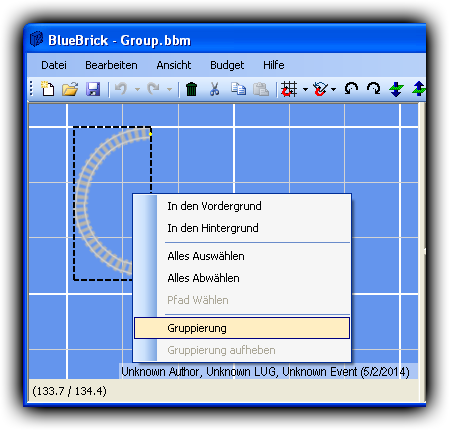 BlueBrick - Group.bbm
Datei Bearbeiten Ansicht Budget Hilfe
In den Vordergrund
In den Hintergrund
Alles Auswählen
Alles Abwählen
Pfad Wählen
Gruppierung
Gruppierung aufheben
Unknown Author, Unknown LUG, Unknown Event (5/2/2014)
(133.7 / 134.4)